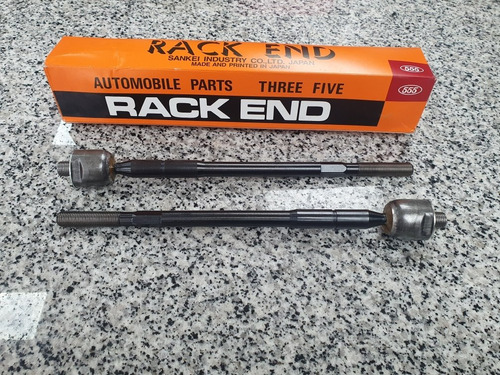 RACK END
SANKEI INDUSTRY CO.,LTD. JAPAN
MADE AND PRINTED IN JAPAN
555
AUTOMOBILE PARTS THREE FIVE
555
RACK END